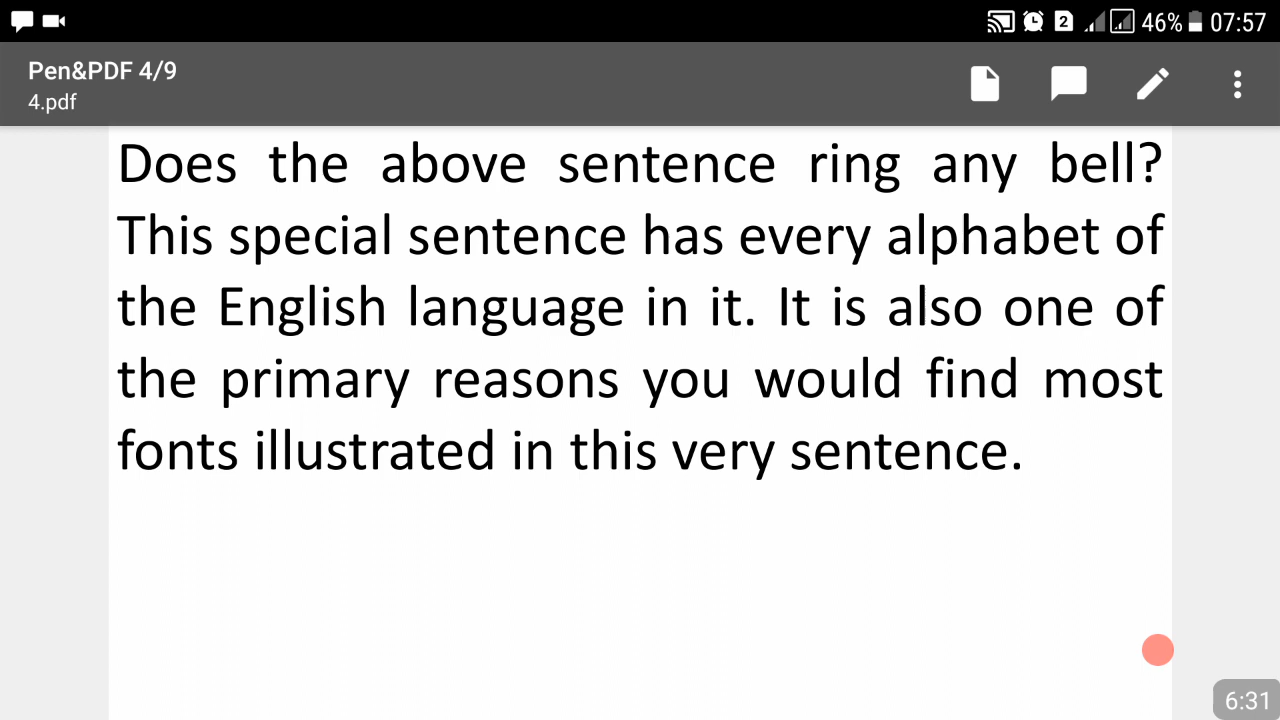 2 46% 07:57
Pen&PDF 4/9
4.pdf
Does the above sentence ring any bell?
This special sentence has every alphabet of
the English language in it. It is also one of
the primary reasons you would find most
fonts illustrated in this very sentence.
6:31